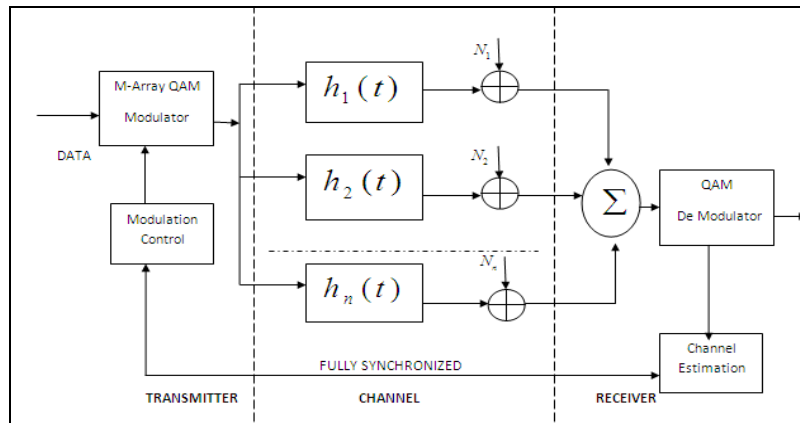 M-Array QAM
Modulator
DATA
Modulation
Control
h₁(t)
N₁
h₂(t)
N₂
hₙ(t)
Nₙ
Σ
QAM
De Modulator
Channel
Estimation
FULLY SYNCHRONIZED
TRANSMITTER
CHANNEL
RECEIVER